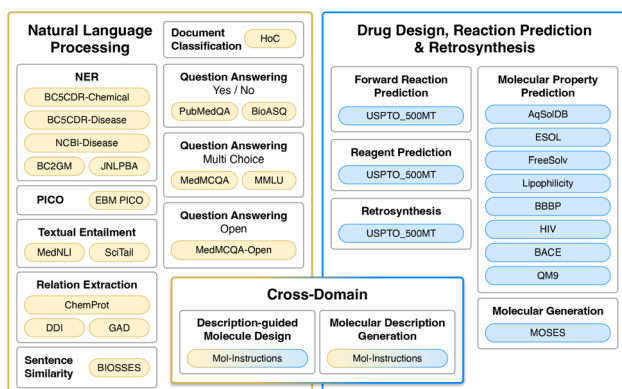 Natural Language
Processing
NER
BC5CDR-Chemical
BC5CDR-Disease
NCBI-Disease
BC2GM
JNLPBA
PICO
EBM PICO
Textual Entailment
MedNLI
SciTail
Relation Extraction
ChemProt
DDI
GAD
Sentence
Similarity
BIOSSES
Document
Classification
HoC
Question Answering
Yes / No
PubMedQA
BioASQ
Question Answering
Multi Choice
MedMCQA
MMLU
Question Answering
Open
MedMCQA-Open
Drug Design, Reaction Prediction
& Retrosynthesis
Forward Reaction
Prediction
USPTO_500MT
Reagent Prediction
USPTO_500MT
Retrosynthesis
USPTO_500MT
Molecular Property
Prediction
AqSolDB
ESOL
FreeSolv
Lipophilicity
BBBP
HIV
BACE
QM9
Molecular Generation
MOSES
Cross-Domain
Description-guided
Molecule Design
Mol-Instructions
Molecular Description
Generation
Mol-Instructions